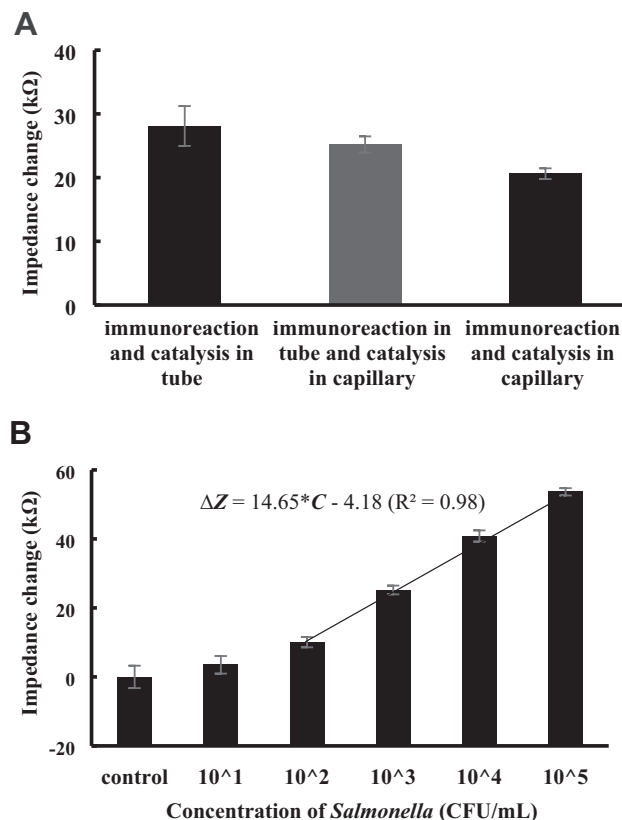 A
40
30
20
10
0
Impedance change (kΩ)
immunoreaction
and catalysis in
tube
immunoreaction in
tube and catalysis
in capillary
immunoreaction
and catalysis in
capillary
B
60
40
20
0
-20
Impedance change (kΩ)
ΔZ = 14.65*C - 4.18 (R² = 0.98)
control 10^1 10^2 10^3 10^4 10^5
Concentration of Salmonella (CFU/mL)